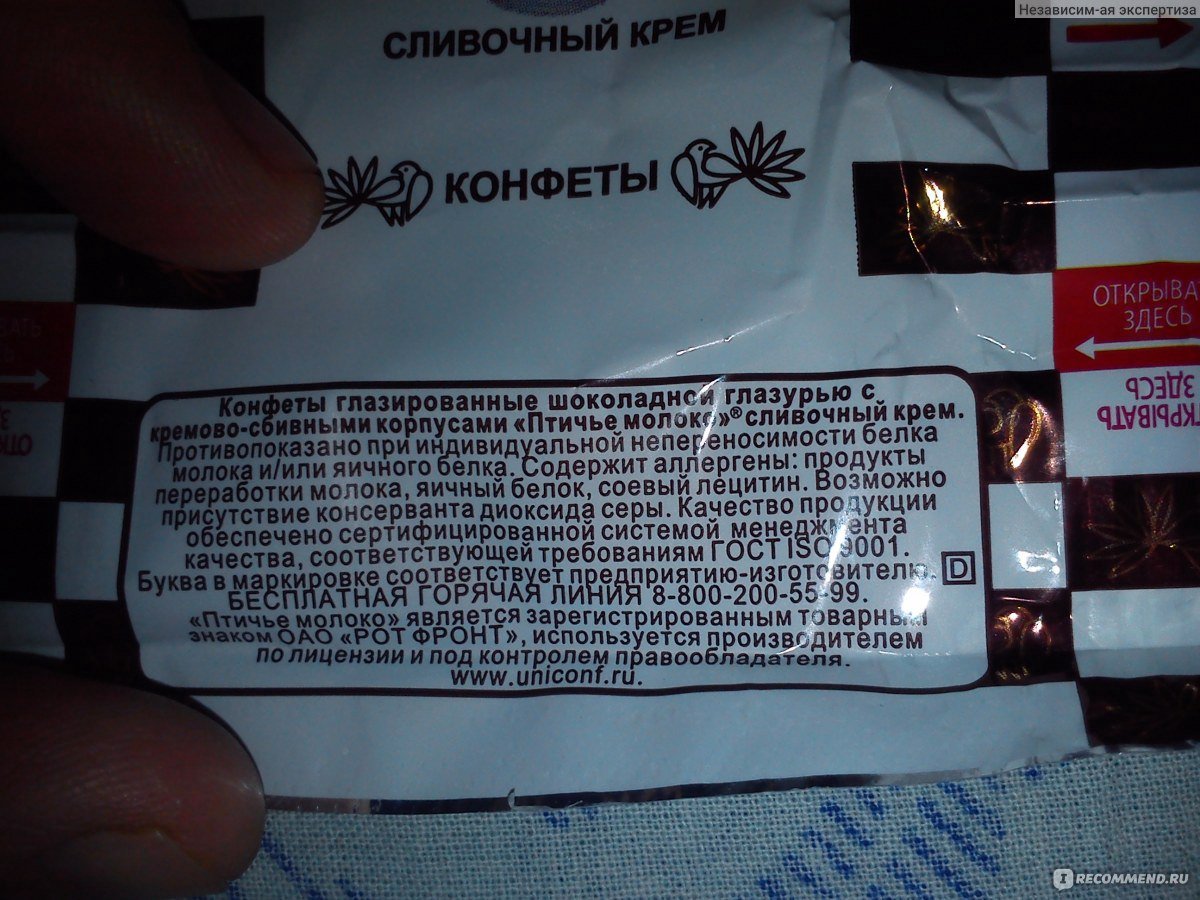 Независим-ая экспертиза
СЛИВОЧНЫЙ КРЕМ
КОНФЕТЫ
ОТКРЫВА
ЗДЕСЬ
ЗДЕСЬ
КРЫВАТЬ
ВАТЬ
Конфеты глазированные шоколадной глазурью с
кремово-сбивными корпусами «Птичье молоко»® сливочный крем.
Противопоказано при индивидуальной непереносимости белка
молока и/или яичного белка. Содержит аллергены: продукты
переработки молока, яичный белок, соевый лецитин. Возможно
присутствие консерванта диоксида серы. Качество продукции
обеспечено сертифицированной системой менеджмента
качества, соответствующей требованиям ГОСТ ISO 9001.
Буква в маркировке соответствует предприятию-изготовителю. D
БЕСПЛАТНАЯ ГОРЯЧАЯ ЛИНИЯ 8-800-200-55-99.
«Птичье молоко» является зарегистрированным товарным
знаком ОАО «РОТ ФРОНТ», используется производителем
по лицензии и под контролем правообладателя.
www.uniconf.ru.
IRECOMMEND.RU